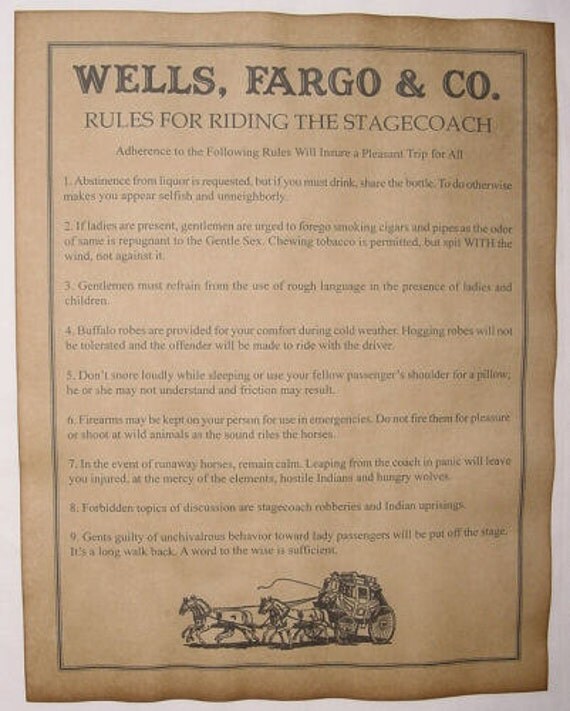 WELLS, FARGO & CO.
RULES FOR RIDING THE STAGECOACH
Adherence to the Following Rules Will Insure a Pleasant Trip for All
1. Abstinence from liquor is requested, but if you must drink, share the bottle. To do otherwise
makes you appear selfish and unneighborly.
2. If ladies are present, gentlemen are urged to forego smoking cigars and pipes as the odor
of same is repugnant to the Gentle Sex. Chewing tobacco is permitted, but spit WITH the
wind, not against it.
3. Gentlemen must refrain from the use of rough language in the presence of ladies and
children.
4. Buffalo robes are provided for your comfort during cold weather. Hogging robes will not
be tolerated and the offender will be made to ride with the driver.
5. Don't snore loudly while sleeping or use your fellow passenger's shoulder for a pillow;
he or she may not understand and friction may result.
6. Firearms may be kept on your person for use in emergencies. Do not fire them for pleasure
or shoot at wild animals as the sound riles the horses.
7. In the event of runaway horses, remain calm. Leaping from the coach in panic will leave
you injured, at the mercy of the elements, hostile Indians and hungry wolves.
8. Forbidden topics of discussion are stagecoach robberies and Indian uprisings.
9. Gents guilty of unchivalrous behavior toward lady passengers will be put off the stage.
It's a long walk back. A word to the wise is sufficient.